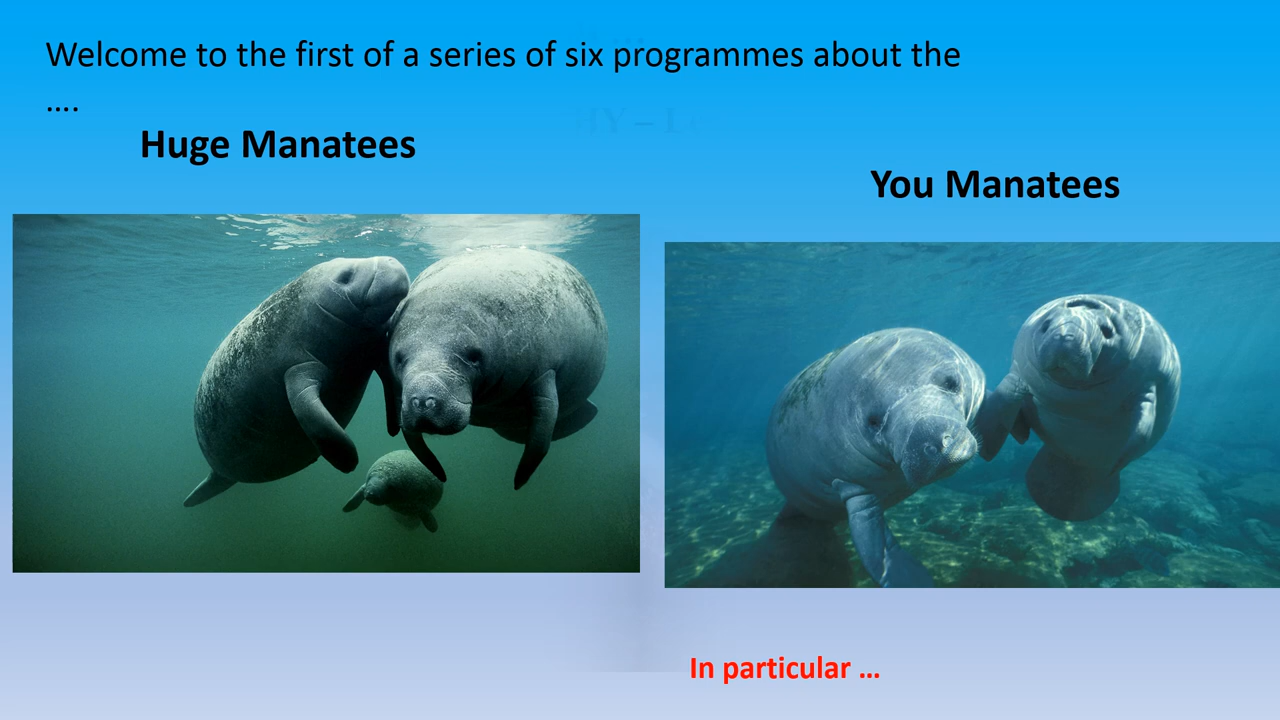 Welcome to the first of a series of six programmes about the
....
Huge Manatees
You Manatees
In particular ...